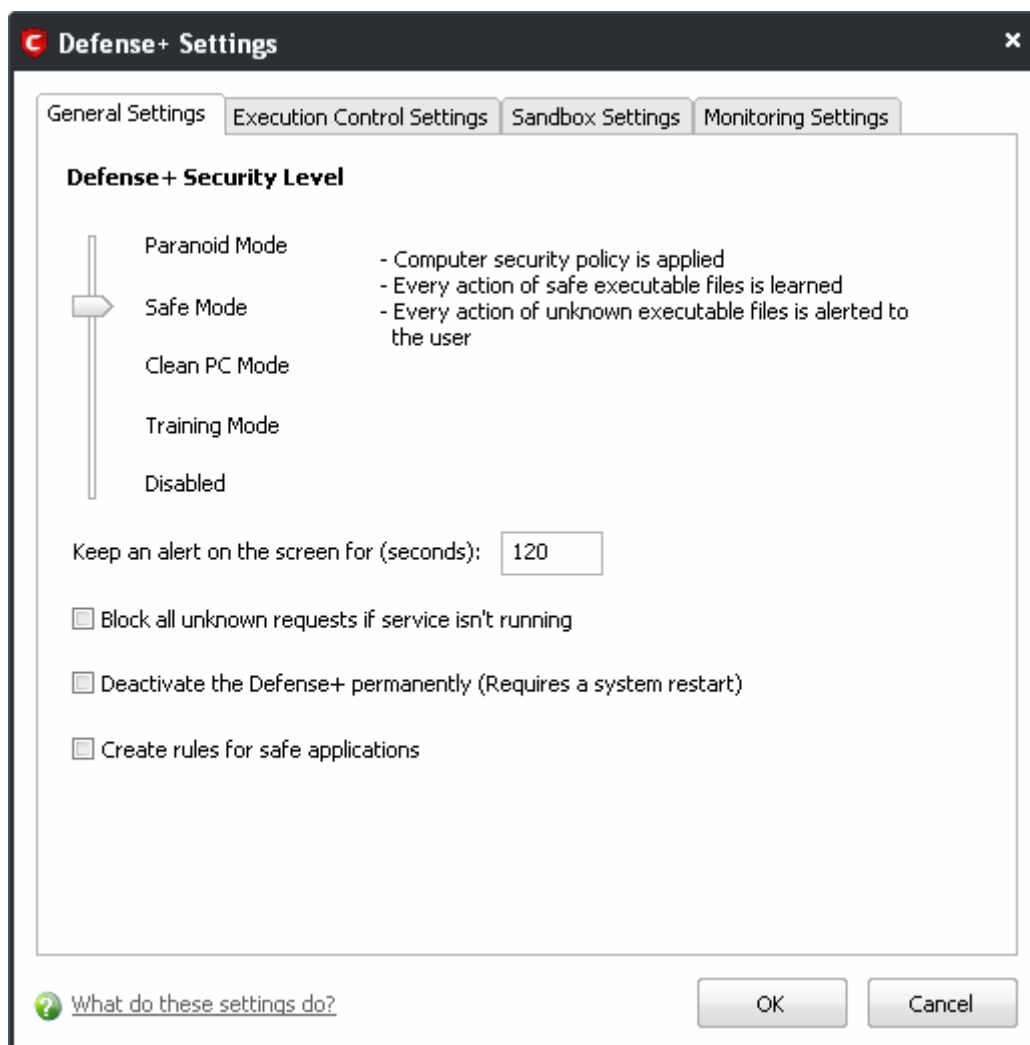 Defense+ Settings
General Settings
Execution Control Settings
Sandbox Settings
Monitoring Settings
Defense+ Security Level
Paranoid Mode
Safe Mode
Clean PC Mode
Training Mode
Disabled
- Computer security policy is applied
- Every action of safe executable files is learned
- Every action of unknown executable files is alerted to
the user
Keep an alert on the screen for (seconds): 120
Block all unknown requests if service isn't running
Deactivate the Defense+ permanently (Requires a system restart)
Create rules for safe applications
What do these settings do?
OK
Cancel